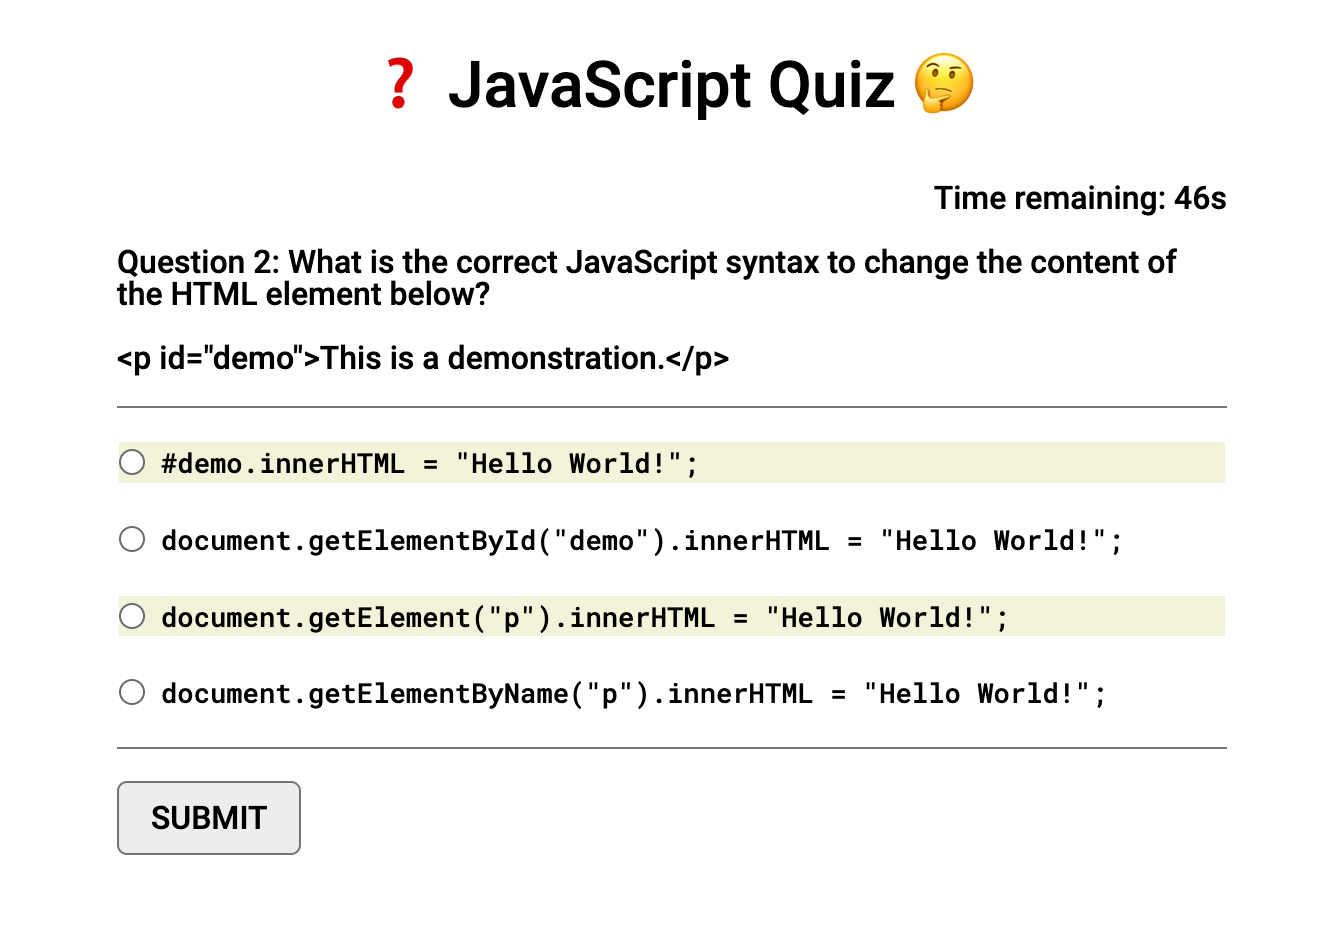 ❓ JavaScript Quiz 🤔
Time remaining: 46s
Question 2: What is the correct JavaScript syntax to change the content of
the HTML element below?
<p id="demo">This is a demonstration.</p>
#demo.innerHTML = "Hello World!";
document.getElementById("demo").innerHTML = "Hello World!";
document.getElement("p").innerHTML = "Hello World!";
document.getElementByName("p").innerHTML = "Hello World!";
SUBMIT